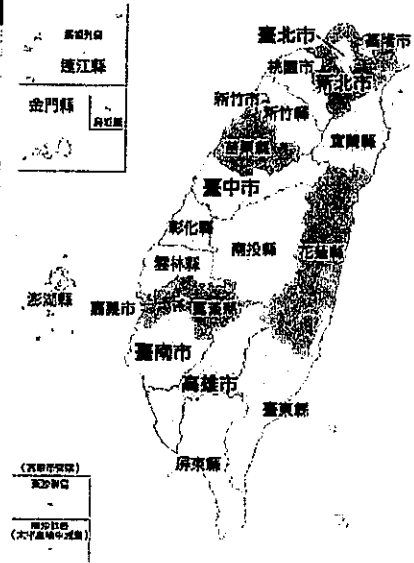 連江縣
金門縣
臺北市
基隆市
桃園市
新北市
新竹市
新竹縣
宜蘭縣
苗栗縣
臺中市
彰化縣
南投縣
花蓮縣
雲林縣
澎湖縣
嘉義市
嘉義縣
臺南市
高雄市
臺東縣
屏東縣